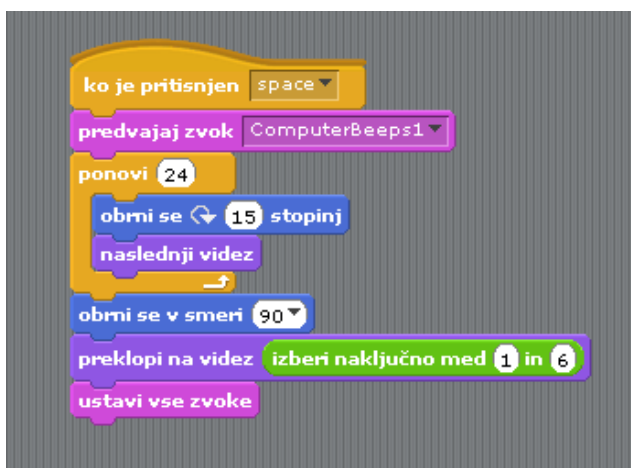 ko je pritisnjen space
predvajaj zvok ComputerBeeps1
ponovi 24
obrni se 15 stopinj
naslednji videz
obrni se v smeri 90
preklopi na videz izberi naključno med 1 in 6
ustavi vse zvoke